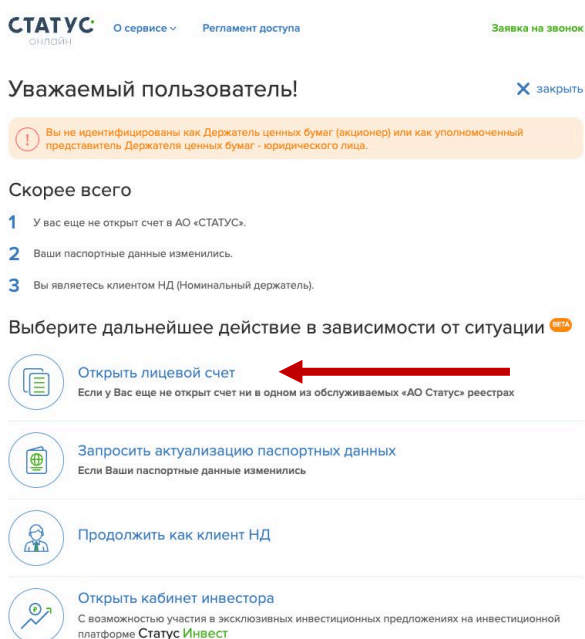 СТАТУС
ОНЛАЙН
О сервисе
Регламент доступа
Заявка на звонок
Уважаемый пользователь!
закрыть
Вы не идентифицированы как Держатель ценных бумаг (акционер) или как уполномоченный
представитель Держателя ценных бумаг - юридического лица.
Скорее всего
1 У вас еще не открыт счет в АО «СТАТУС».
2 Ваши паспортные данные изменились.
3 Вы являетесь клиентом НД (Номинальный держатель).
Выберите дальнейшее действие в зависимости от ситуации BETA
Открыть лицевой счет
Если у Вас еще не открыт счет ни в одном из обслуживаемых «АО Статус» реестрах
Запросить актуализацию паспортных данных
Если Ваши паспортные данные изменились
Продолжить как клиент НД
Открыть кабинет инвестора
С возможностью участия в эксклюзивных инвестиционных предложениях на инвестиционной
платформе Статус Инвест